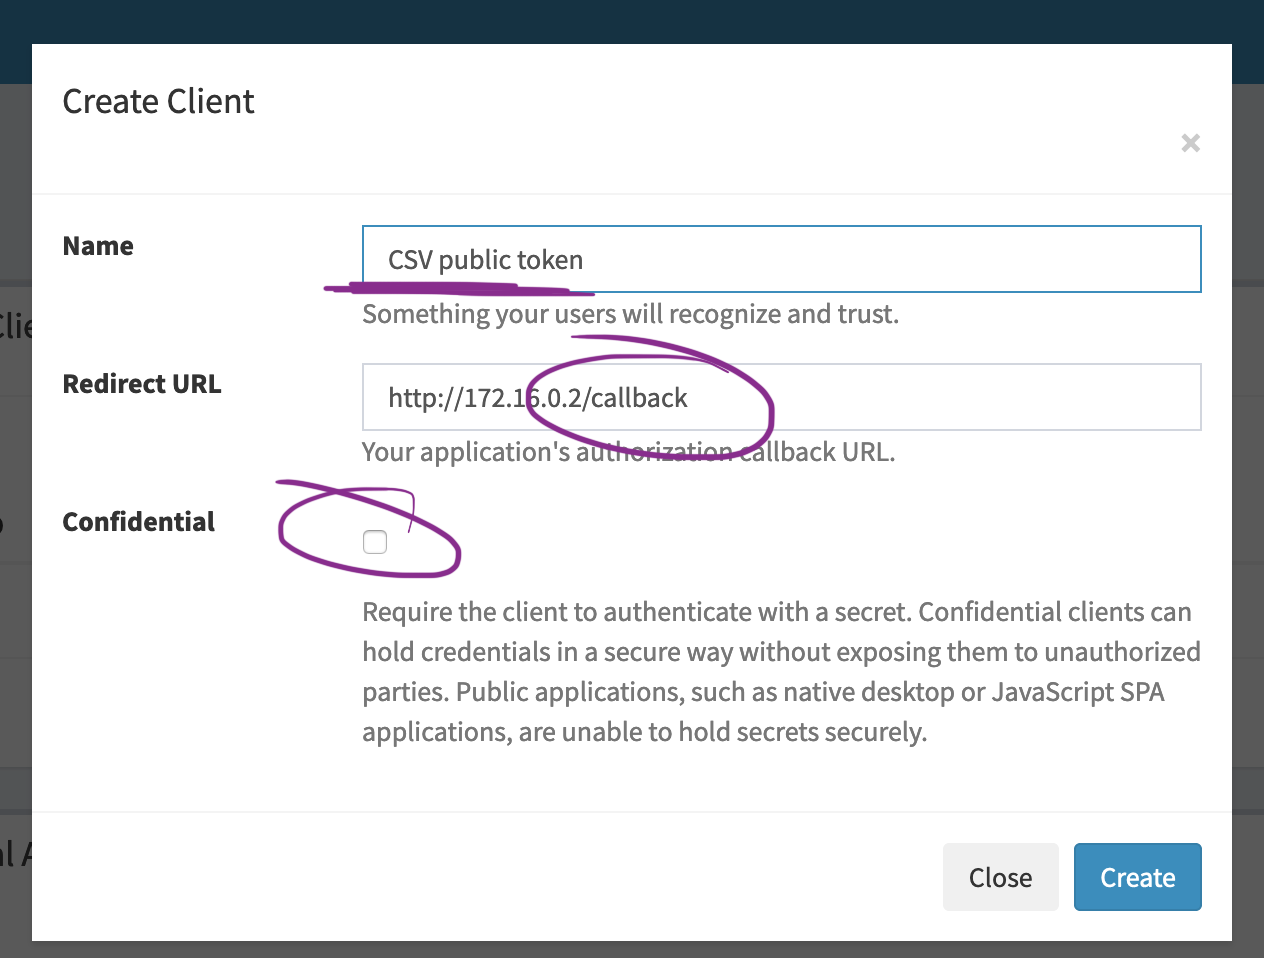 Create Client
×
Name
CSV public token
Something your users will recognize and trust.
Redirect URL
http://172.16.0.2/callback
Your application's authorization callback URL.
Confidential
Require the client to authenticate with a secret. Confidential clients can
hold credentials in a secure way without exposing them to unauthorized
parties. Public applications, such as native desktop or JavaScript SPA
applications, are unable to hold secrets securely.
Close
Create